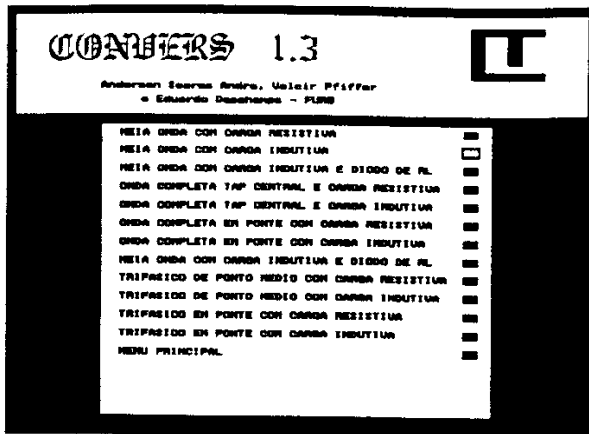 CONVERS 1.3
Anderson Soares Andre, Valcir Pfiffer
e Eduardo Deschamps - FURB
MEIA ONDA COM CARGA RESISTIVA
MEIA ONDA COM CARGA INDUTIVA
MEIA ONDA COM CARGA INDUTIVA E DIODO DE RL
ONDA COMPLETA TAP CENTRAL E CARGA RESISTIVA
ONDA COMPLETA TAP CENTRAL E CARGA INDUTIVA
ONDA COMPLETA EM PONTE COM CARGA RESISTIVA
ONDA COMPLETA EM PONTE COM CARGA INDUTIVA
MEIA ONDA COM CARGA INDUTIVA E DIODO DE RL
TRIFASICO DE PONTO MEDIO COM CARGA RESISTIVA
TRIFASICO DE PONTO MEDIO COM CARGA INDUTIVA
TRIFASICO EM PONTE COM CARGA RESISTIVA
TRIFASICO EM PONTE COM CARGA INDUTIVA
MENU PRINCIPAL